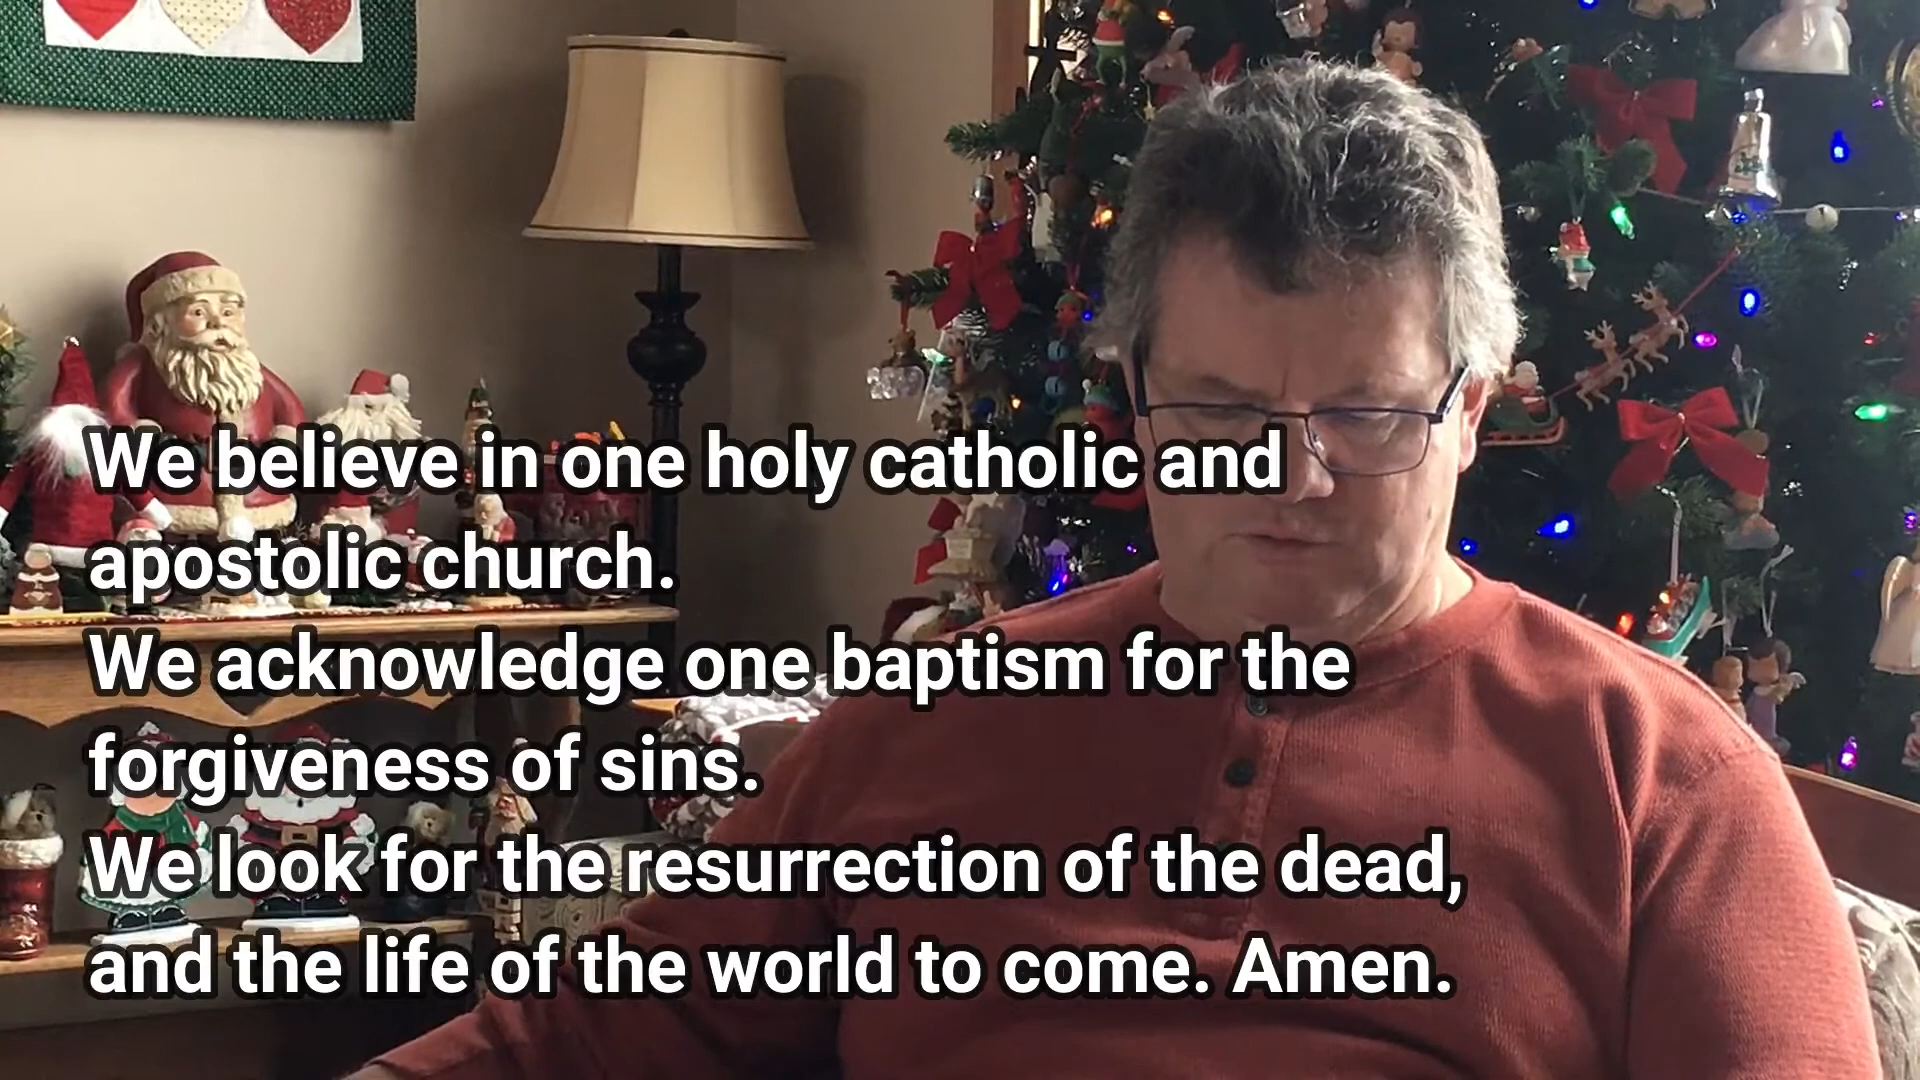 We believe in one holy catholic and
apostolic church.
We acknowledge one baptism for the
forgiveness of sins.
We look for the resurrection of the dead,
and the life of the world to come. Amen.